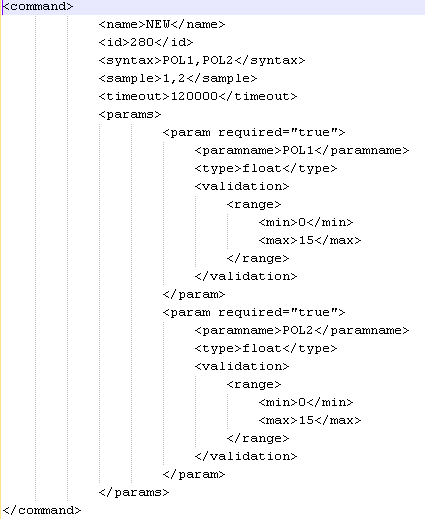 <command>
<name>NEW</name>
<id>280</id>
<syntax>POL1,POL2</syntax>
<sample>1,2</sample>
<timeout>120000</timeout>
<params>
<param required="true">
<paramname>POL1</paramname>
<type>float</type>
<validation>
<range>
<min>0</min>
<max>15</max>
</range>
</validation>
</param>
<param required="true">
<paramname>POL2</paramname>
<type>float</type>
<validation>
<range>
<min>0</min>
<max>15</max>
</range>
</validation>
</param>
</params>
</command>